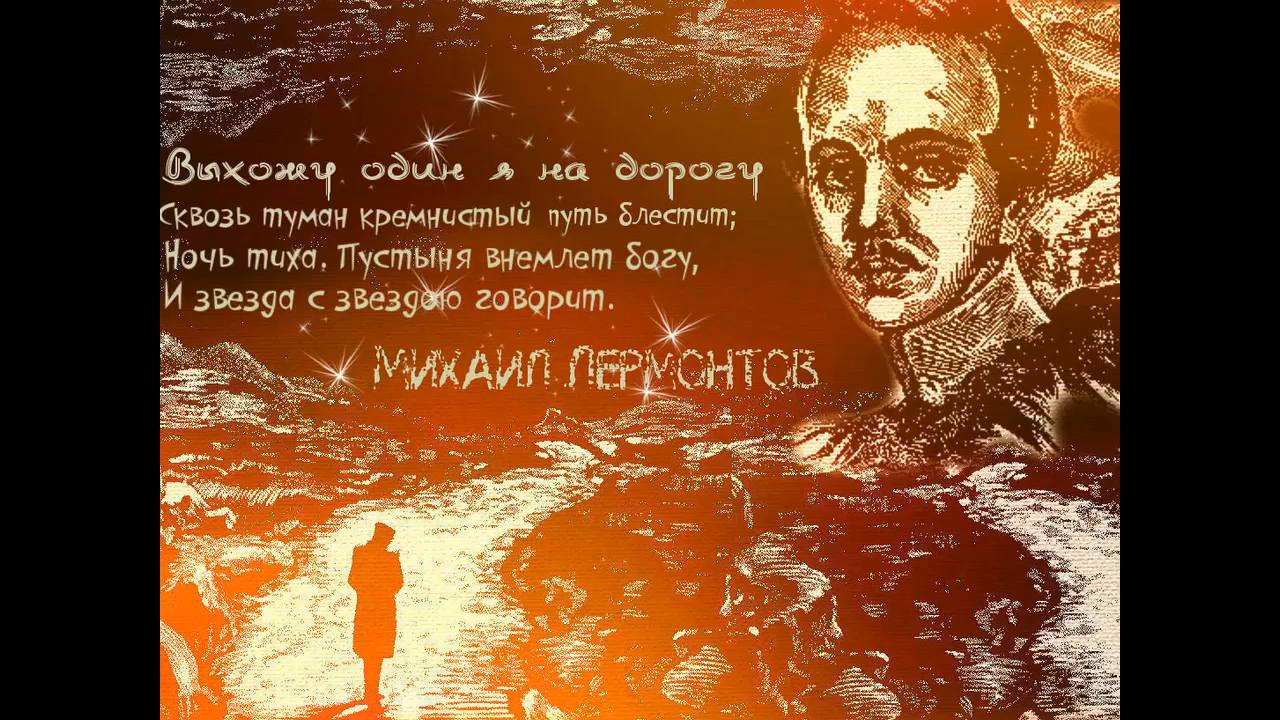 Выхожу один я на дорогу
Сквозь туман кремнистый путь блестит;
Ночь тиха. Пустыня внемлет богу,
И звезда с звездою говорит.
МИХАИЛ ЛЕРМОНТОВ